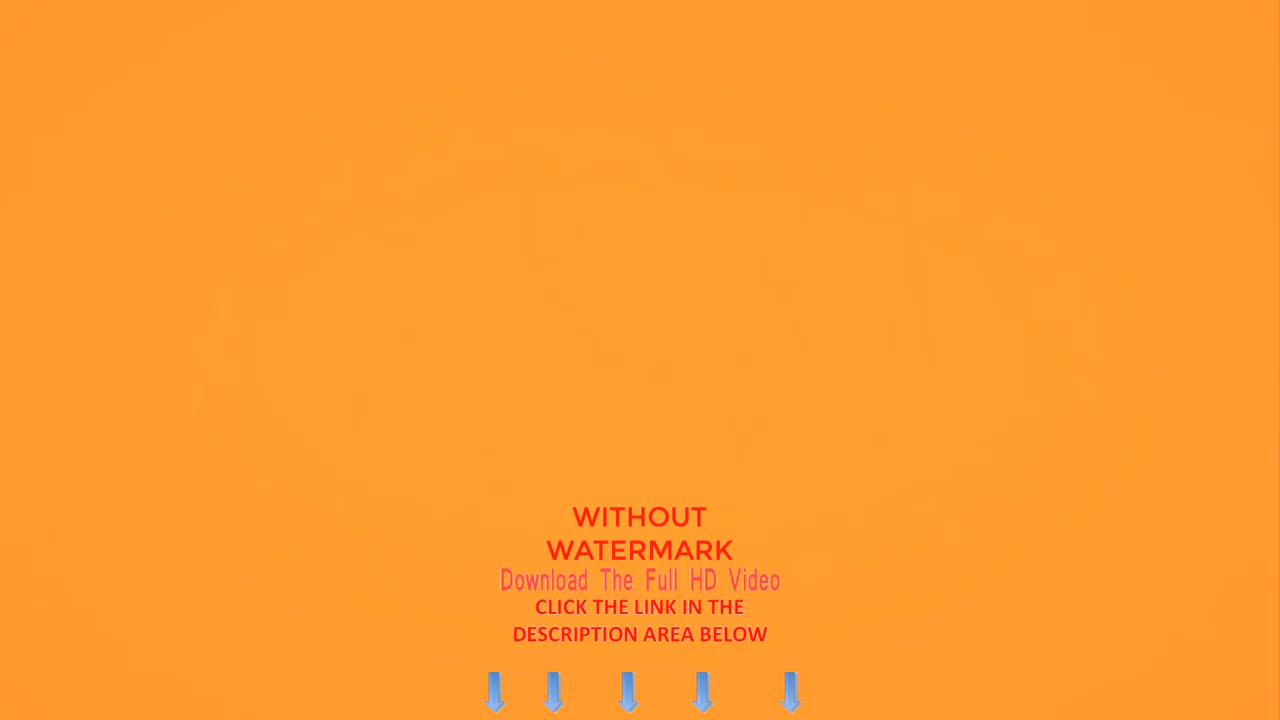 WITHOUT
WATERMARK
Download The Full HD Video
CLICK THE LINK IN THE
DESCRIPTION AREA BELOW